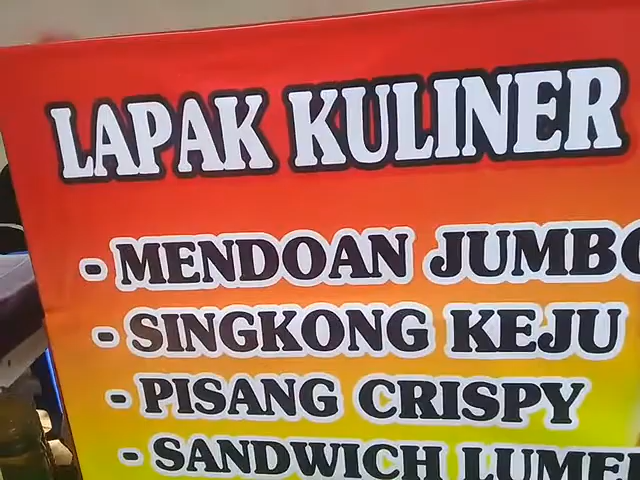 LAPAK KULINER
- MENDOAN JUMBO
- SINGKONG KEJU
- PISANG CRISPY
- SANDWICH